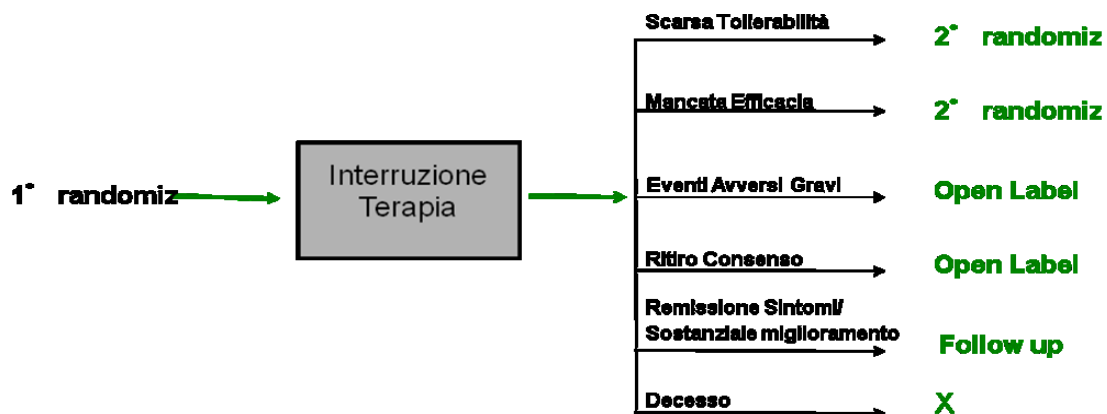 Scarsa Tollerabilità
2° randomiz
Mancata Efficacia
2° randomiz
1° randomiz
Interruzione
Terapia
Eventi Avversi Gravi
Open Label
Ritiro Consenso
Open Label
Remissione Sintomi/
Sostanziale miglioramento
Follow up
Decesso
X